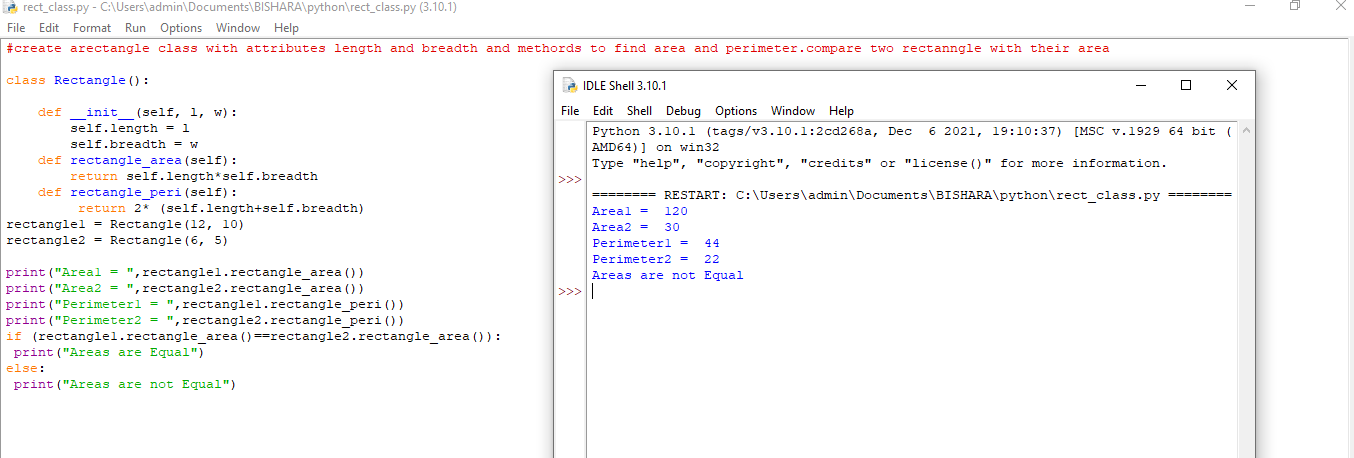 rect_class.py - C:\Users\admin\Documents\BISHARA\python\rect_class.py (3.10.1)
File Edit Format Run Options Window Help
#create arectangle class with attributes length and breadth and methords to find area and perimeter.compare two rectanngle with their area
class Rectangle():
def __init__(self, l, w):
self.length = l
self.breadth = w
def rectangle_area(self):
return self.length*self.breadth
def rectangle_peri(self):
return 2* (self.length+self.breadth)
rectangle1 = Rectangle(12, 10)
rectangle2 = Rectangle(6, 5)
print("Area1 = ",rectangle1.rectangle_area())
print("Area2 = ",rectangle2.rectangle_area())
print("Perimeter1 = ",rectangle1.rectangle_peri())
print("Perimeter2 = ",rectangle2.rectangle_peri())
if (rectangle1.rectangle_area()==rectangle2.rectangle_area()):
print("Areas are Equal")
else:
print("Areas are not Equal")
IDLE Shell 3.10.1
File Edit Shell Debug Options Window Help
Python 3.10.1 (tags/v3.10.1:2cd268a, Dec  6 2021, 19:10:37) [MSC v.1929 64 bit (
AMD64)] on win32
Type "help", "copyright", "credits" or "license()" for more information.
>>>
======== RESTART: C:\Users\admin\Documents\BISHARA\python\rect_class.py ========
Area1 =  120
Area2 =  30
Perimeter1 =  44
Perimeter2 =  22
Areas are not Equal
>>>